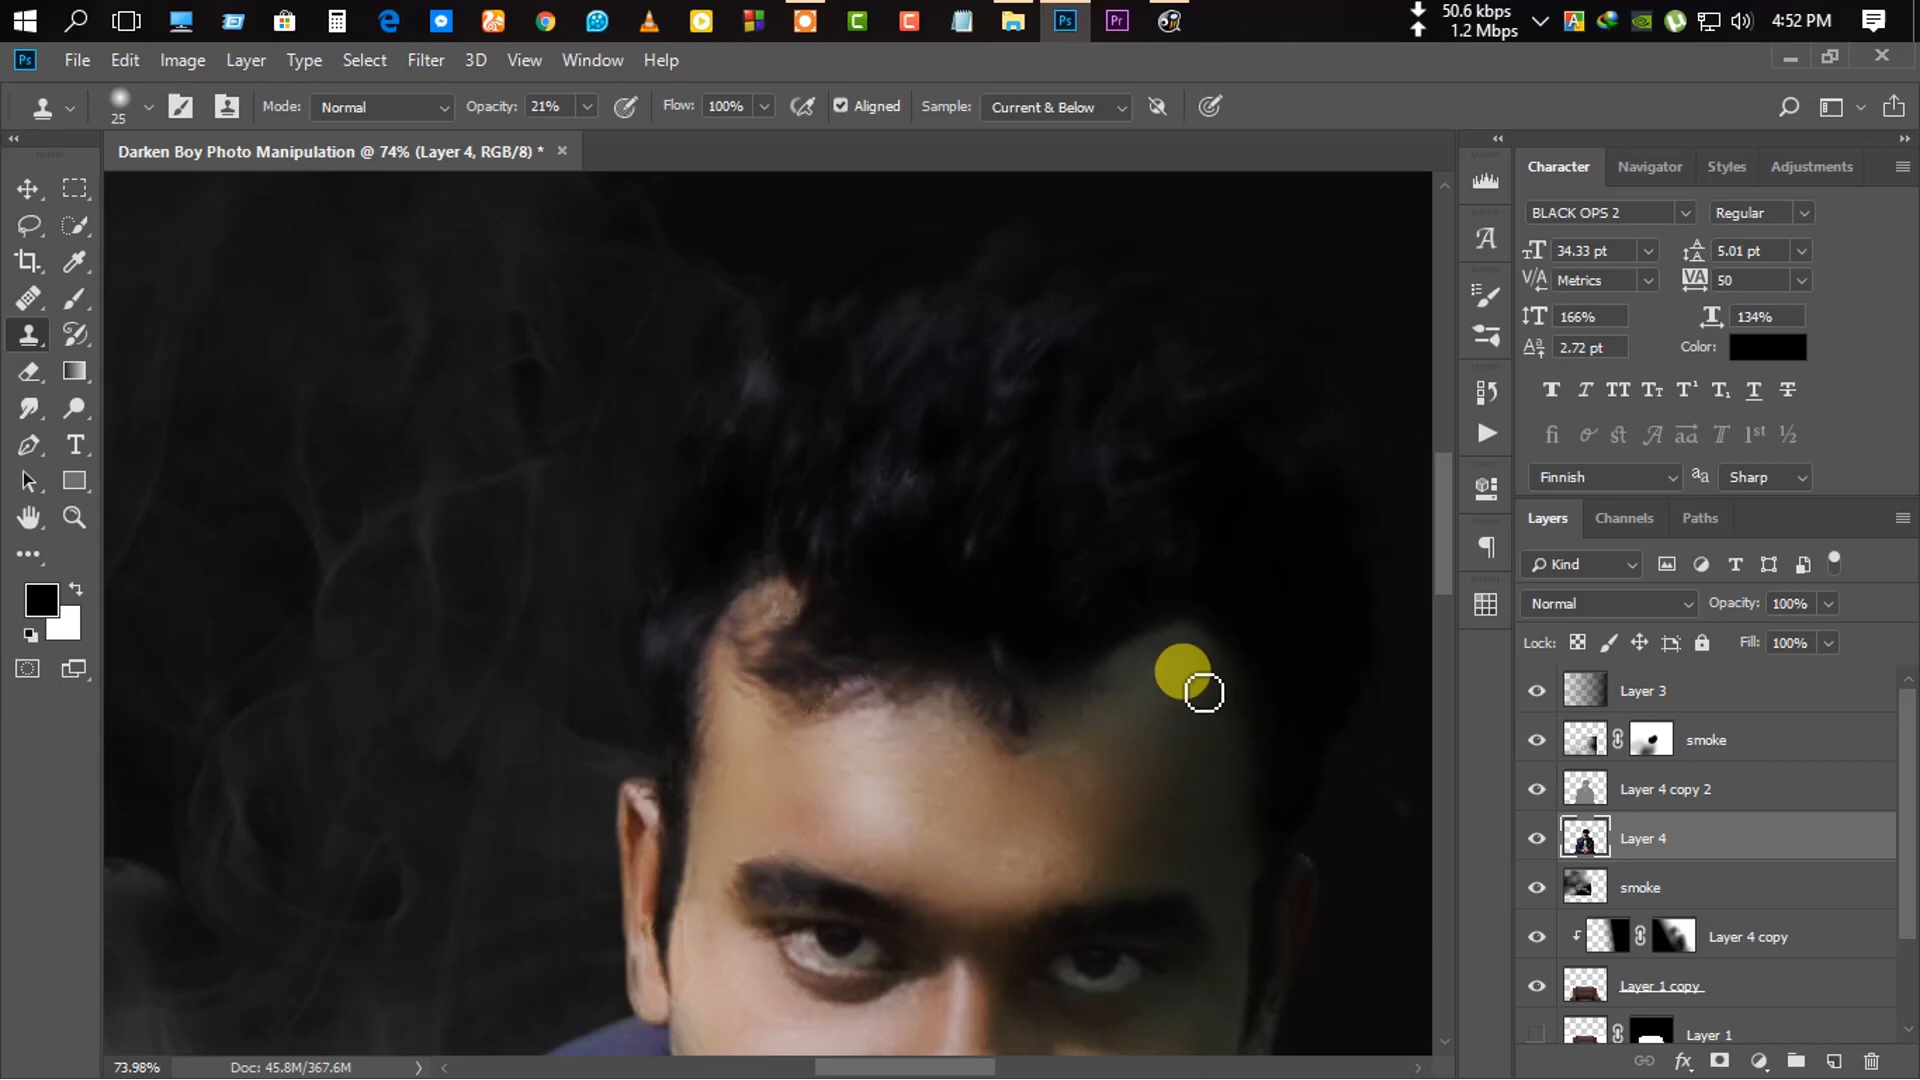 50.6 kbps
1.2 Mbps
4:52 PM
Ps
Pr
Ps
File Edit Image Layer Type Select Filter 3D View Window Help
25
Mode: Normal
Opacity: 21%
Flow: 100%
Aligned
Sample: Current & Below
Darken Boy Photo Manipulation @ 74% (Layer 4, RGB/8) *
Character Navigator Styles Adjustments
BLACK OPS 2
Regular
34.33 pt
5.01 pt
Metrics
50
166%
134%
2.72 pt
Color:
Finnish
Sharp
Layers Channels Paths
Kind
Normal
Opacity: 100%
Lock:
Fill: 100%
Layer 3
smoke
Layer 4 copy 2
Layer 4
smoke
Layer 4 copy
Layer 1 copy
Layer 1
73.98%
Doc: 45.8M/367.6M